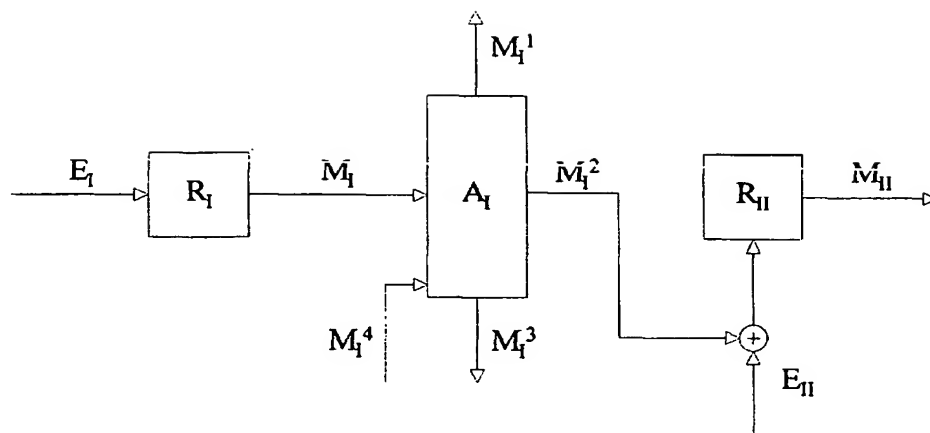 M_I^1
E_I
R_I
M_I
A_I
M_I^2
R_II
M_II
M_I^4
M_I^3
+
E_II